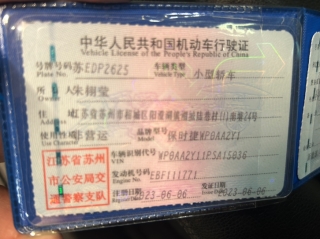 中华人民共和国机动车行驶证
Vehicle License of the People's Republic of China
号牌号码 苏EDP2625 车辆类型 小型轿车
Plate No. Vehicle Type
所有人 朱栩莹
住址 江苏省苏州市
使用性质 非营运 品牌型号 保时捷WP0AA2YI
江苏省苏州市公安局交通警察支队
车辆识别代号 WP0AA2YI1PSA15036
VIN
发动机号码 EBF111771
Engine No.
注册日期 2023-06-06 发证日期 2023-06-06